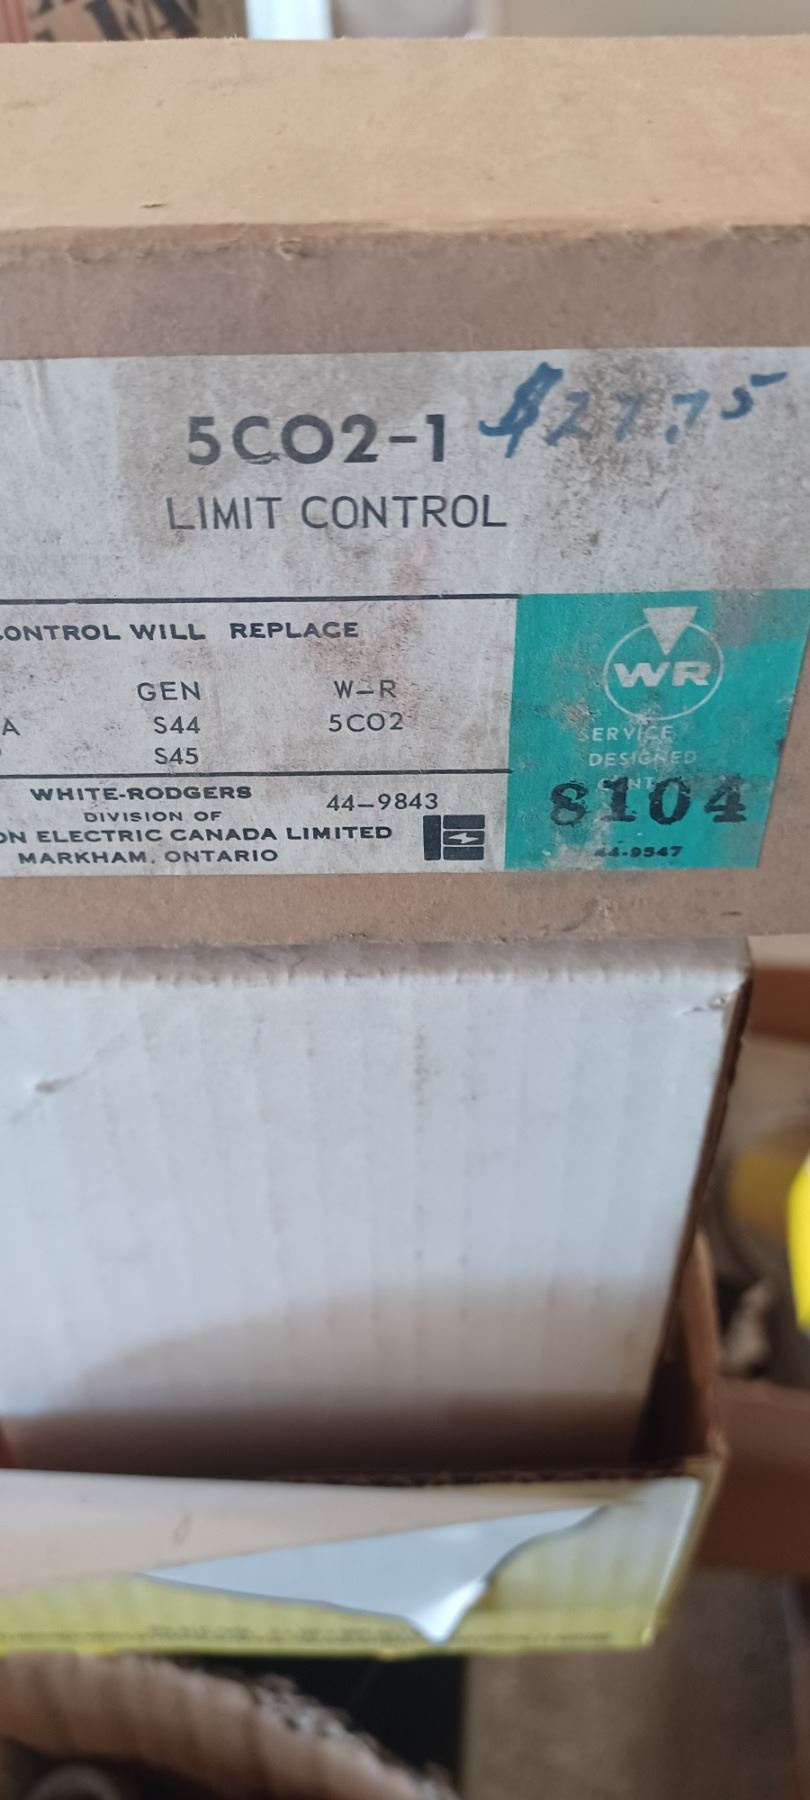 5CO2-1 $27.75
LIMIT CONTROL
CONTROL WILL REPLACE
GEN W-R
A S44 5CO2
S45
WHITE-RODGERS 44-9843
DIVISION OF
ON ELECTRIC CANADA LIMITED
MARKHAM, ONTARIO
WR
SERVICE
DESIGNED
8104
44-9547